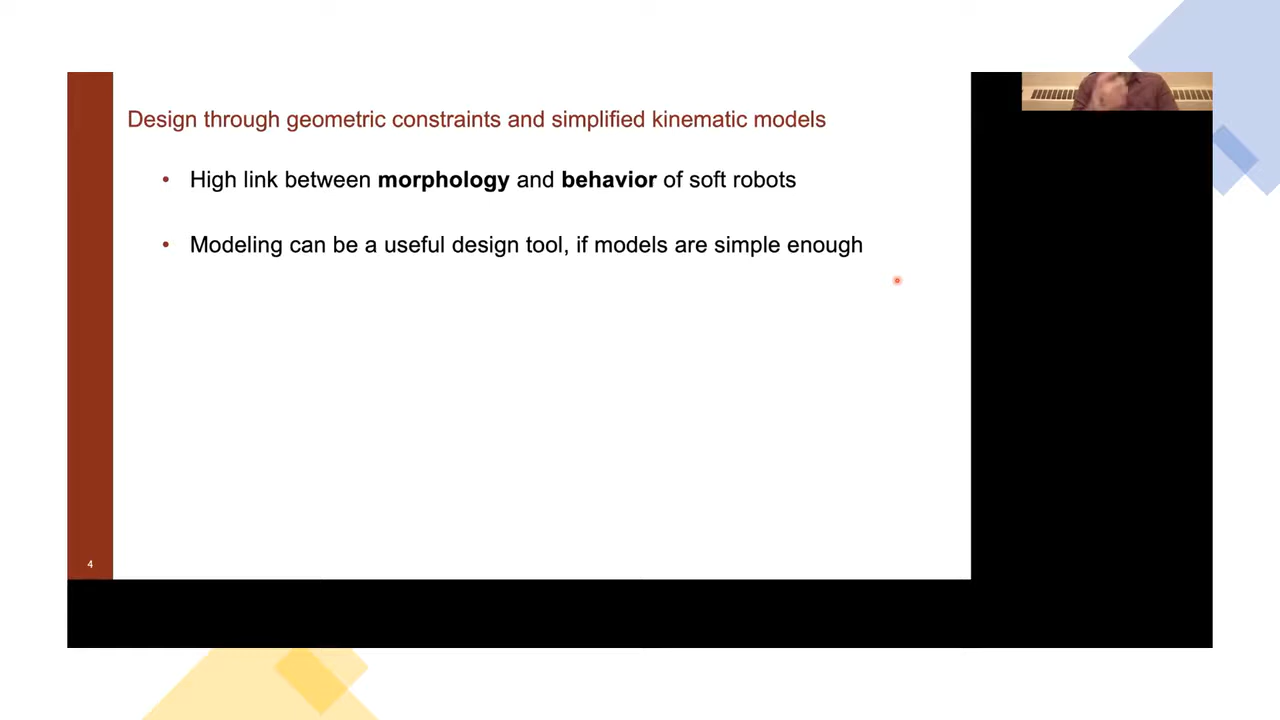 Design through geometric constraints and simplified kinematic models
• High link between morphology and behavior of soft robots
• Modeling can be a useful design tool, if models are simple enough
4